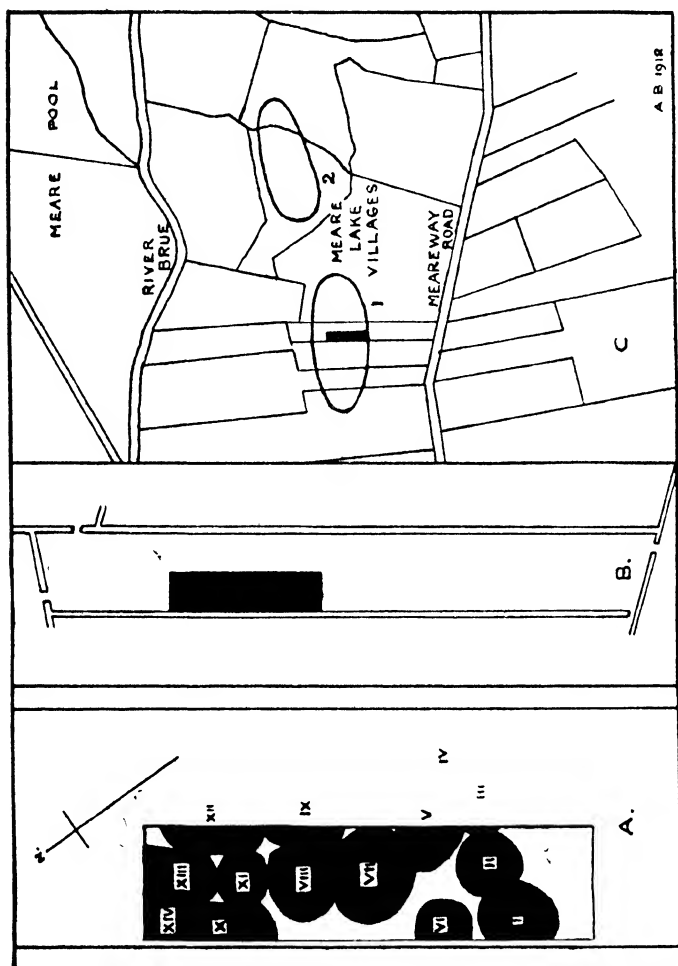 N.
XIV
XIII
XII
X
XI
VIII
IX
VII
VI
V
IV
I
II
III
A.
B.
RIVER
BRUE
MEARE POOL
MEARE
LAKE
VILLAGES
1
2
MEAREWAY
ROAD
C
A B